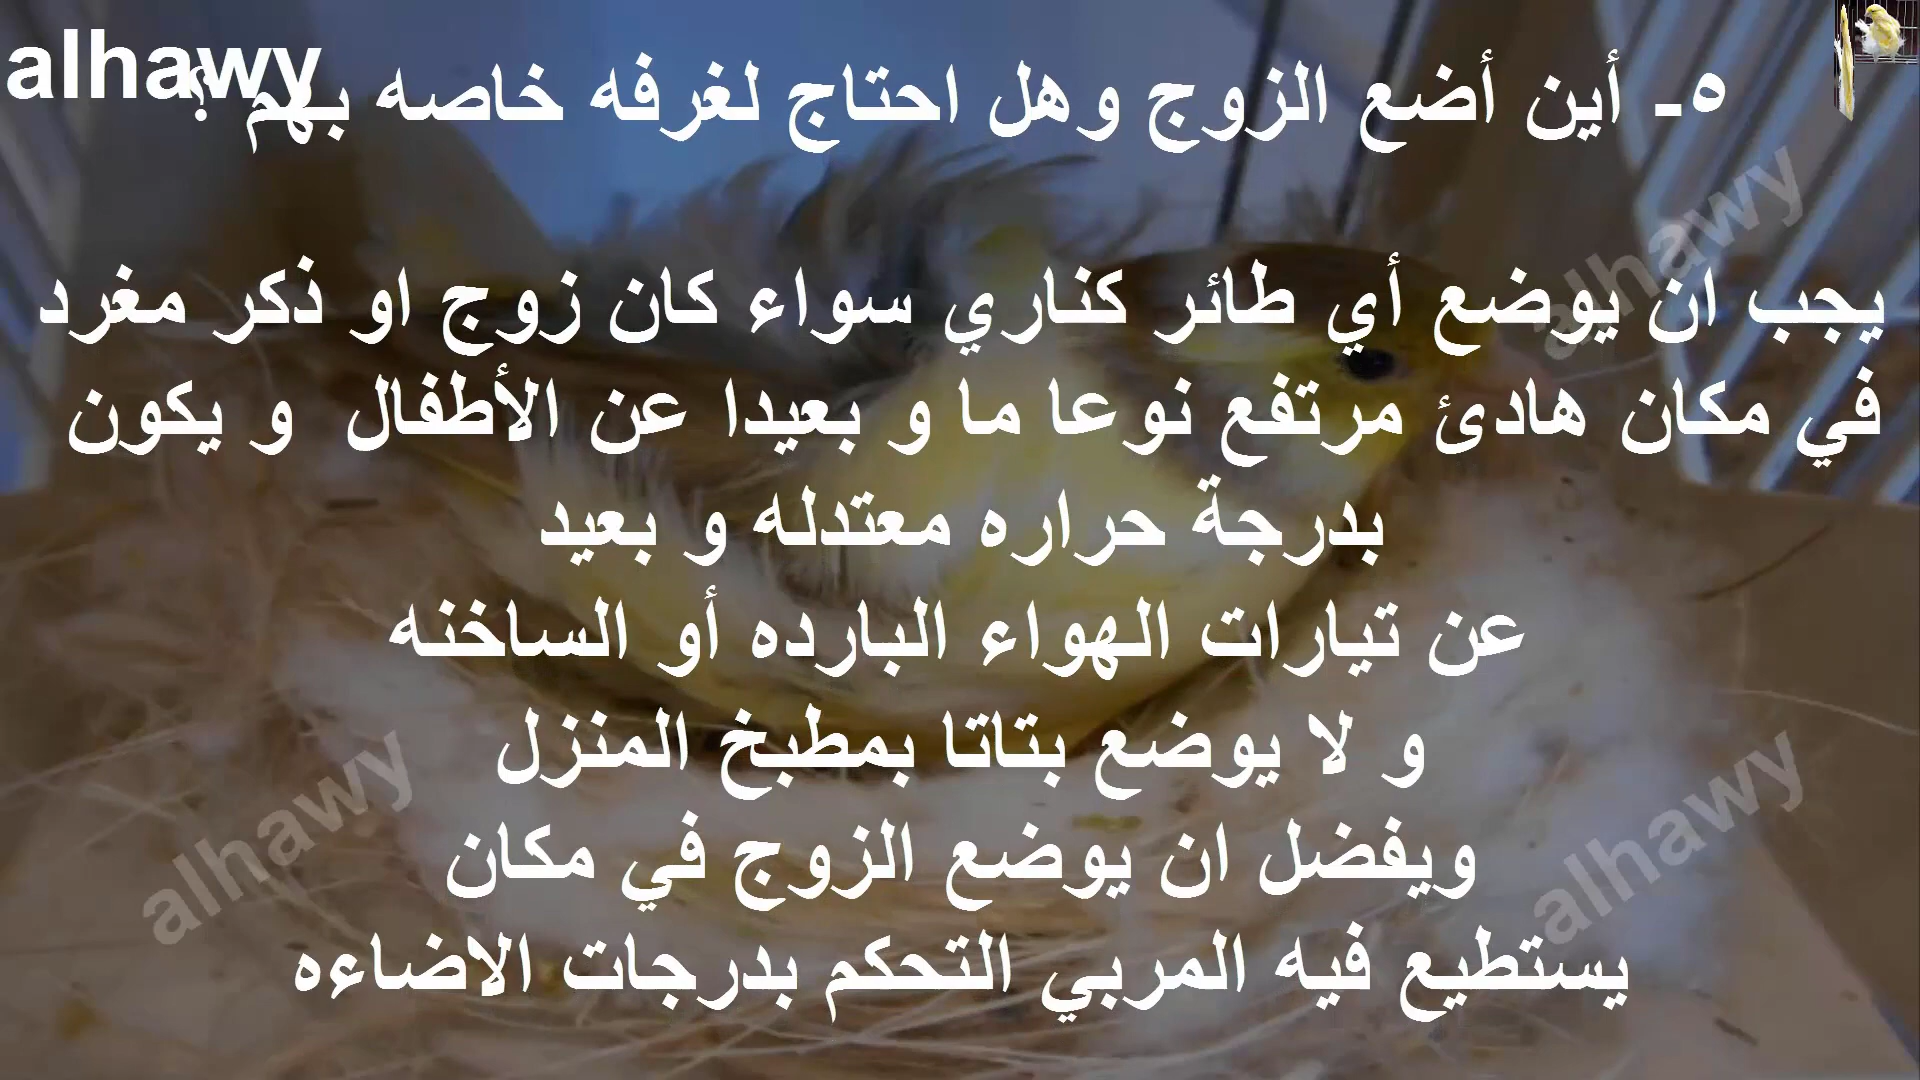 alhawy
٥- أين أضع الزوج وهل احتاج لغرفه خاصه بهم ؟
يجب ان يوضع أي طائر كناري سواء كان زوج او ذكر مغرد
في مكان هادئ مرتفع نوعا ما و بعيدا عن الأطفال و يكون
بدرجة حراره معتدله و بعيد
عن تيارات الهواء البارده أو الساخنه
و لا يوضع بتاتا بمطبخ المنزل
ويفضل ان يوضع الزوج في مكان
يستطيع فيه المربي التحكم بدرجات الاضاءه
alhawy
alhawy
alhawy